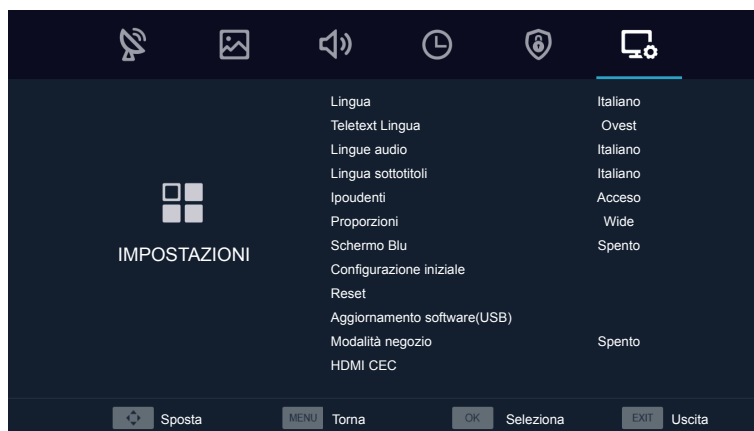 Lingua Italiano
Teletext Lingua Ovest
Lingue audio Italiano
Lingua sottotitoli Italiano
Ipoudenti Acceso
Proporzioni Wide
IMPOSTAZIONI
Schermo Blu Spento
Configurazione iniziale
Reset
Aggiornamento software(USB)
Modalità negozio Spento
HDMI CEC
Sposta MENU Torna OK Seleziona EXIT Uscita